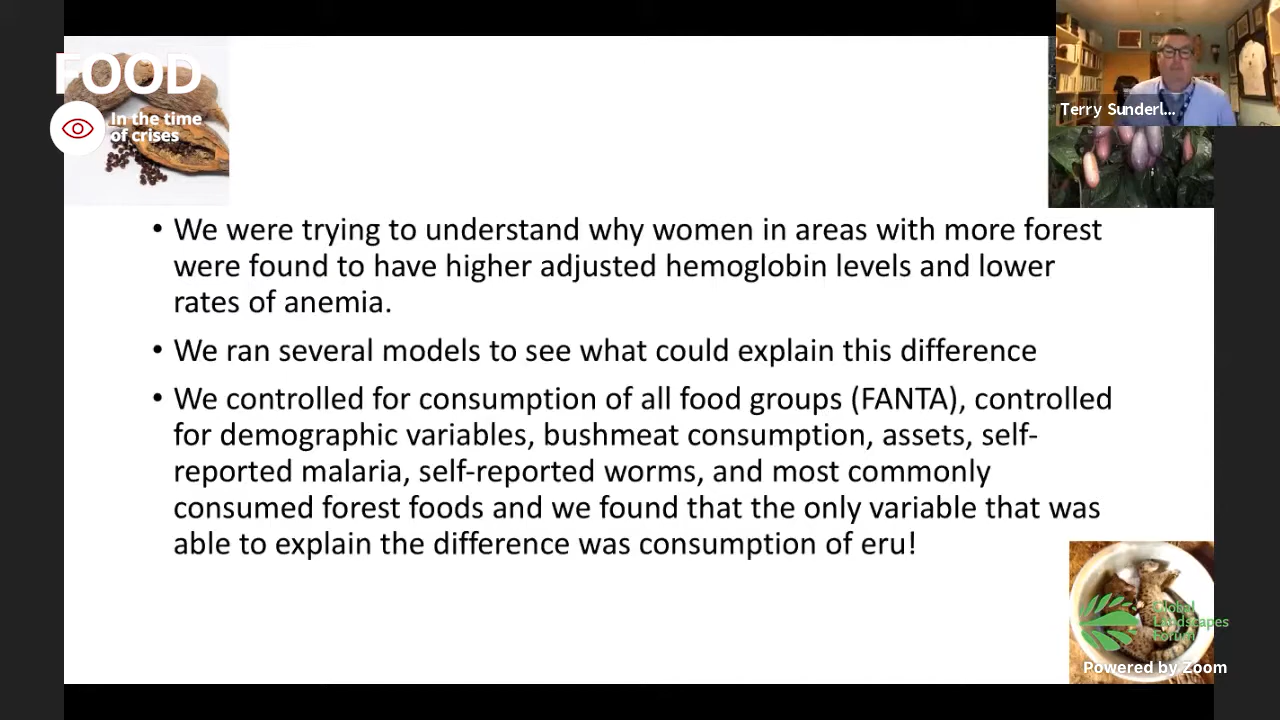 FOOD
In the time
of crises
Terry Sunderl...
• We were trying to understand why women in areas with more forest
were found to have higher adjusted hemoglobin levels and lower
rates of anemia.
• We ran several models to see what could explain this difference
• We controlled for consumption of all food groups (FANTA), controlled
for demographic variables, bushmeat consumption, assets, self-
reported malaria, self-reported worms, and most commonly
consumed forest foods and we found that the only variable that was
able to explain the difference was consumption of eru!
Global
Landscapes
Forum
Powered by Zoom